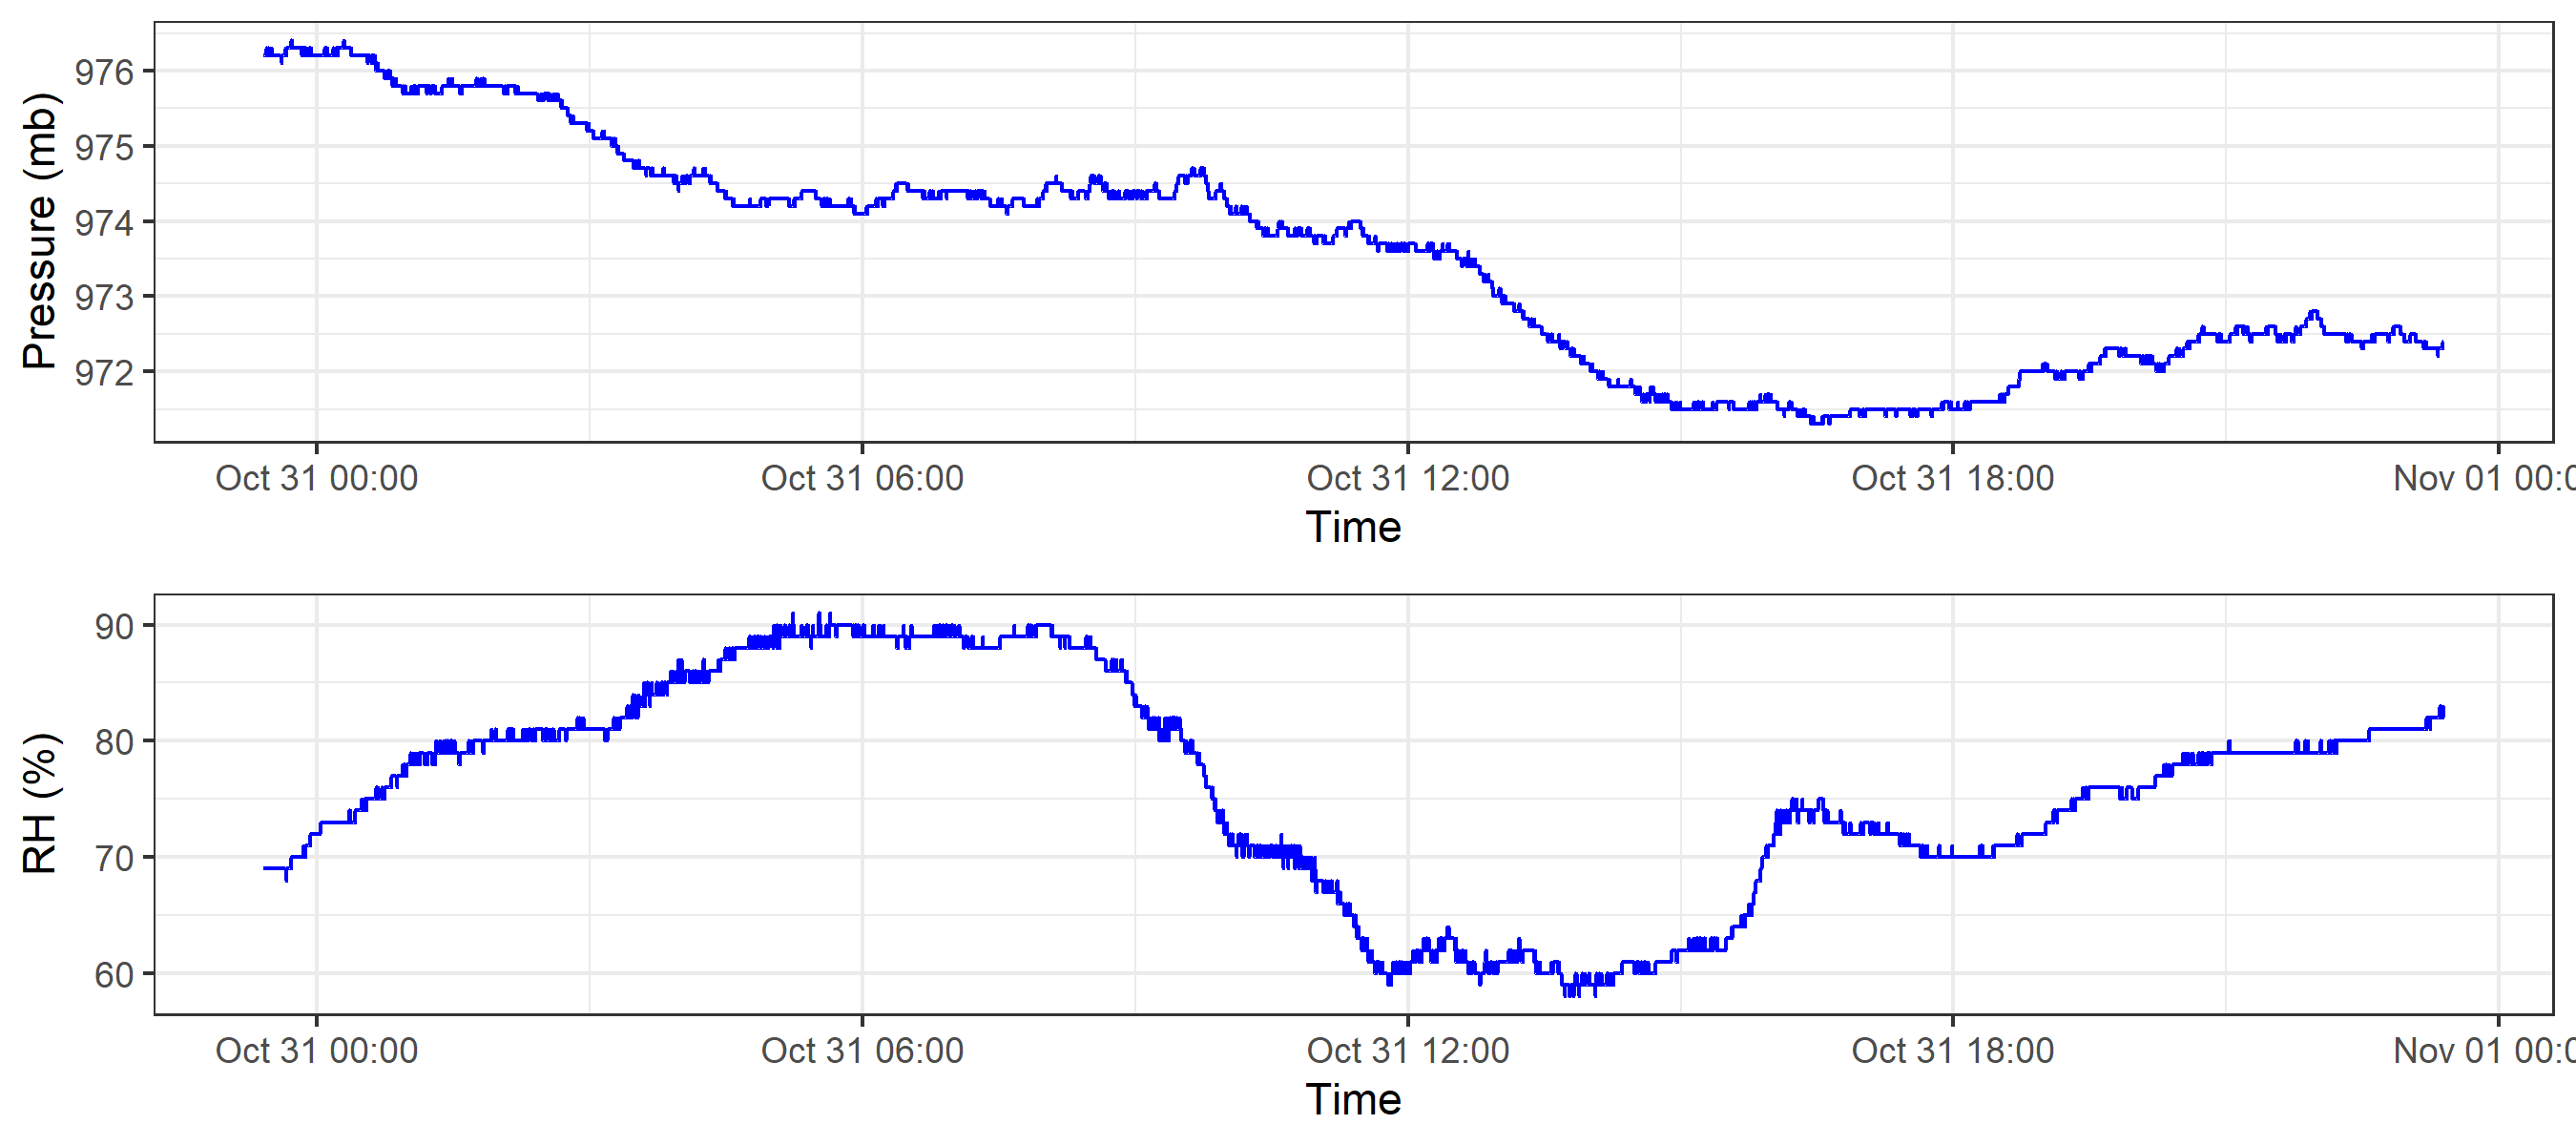 Pressure (mb)
976
975
974
973
972
Oct 31 00:00
Oct 31 06:00
Oct 31 12:00
Oct 31 18:00
Nov 01 00:0
Time
RH (%)
90
80
70
60
Oct 31 00:00
Oct 31 06:00
Oct 31 12:00
Oct 31 18:00
Nov 01 00:0
Time